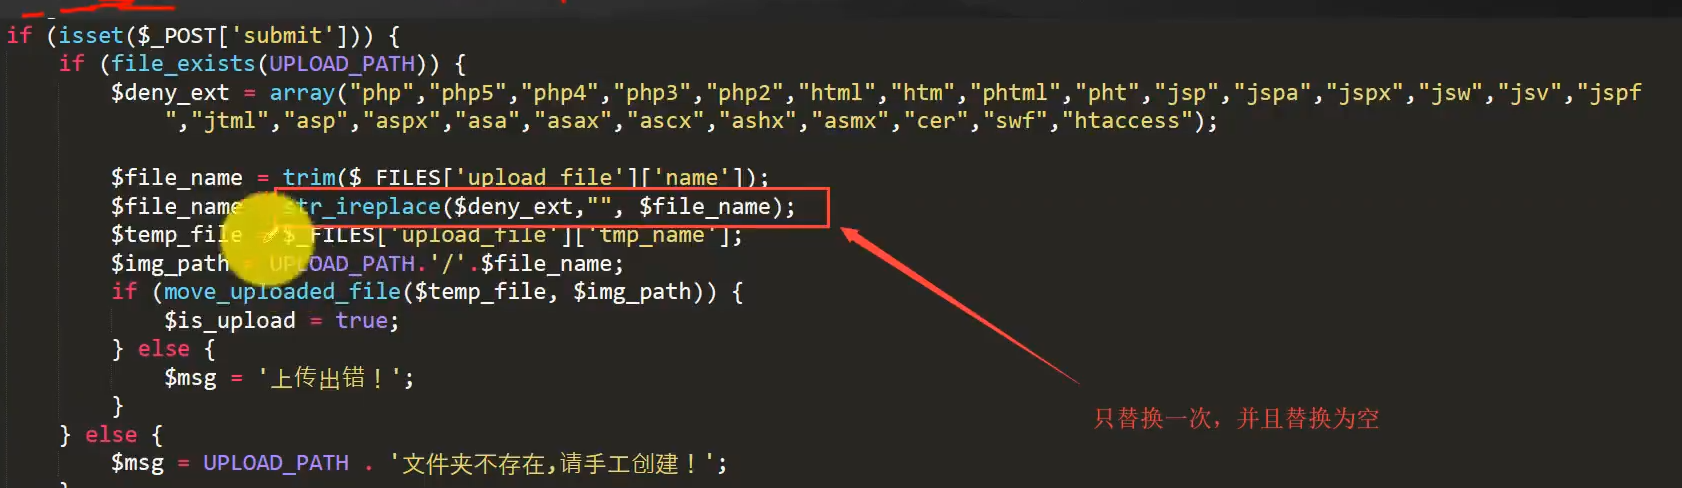 if (isset($_POST['submit'])) {
if (file_exists(UPLOAD_PATH)) {
$deny_ext = array("php","php5","php4","php3","php2","html","htm","phtml","pht","jsp","jspa","jspx","jsw","jsv","jspf
","jtml","asp","aspx","asa","asax","ascx","ashx","asmx","cer","swf","htaccess");
$file_name = trim($_FILES['upload_file']['name']);
$file_name = str_ireplace($deny_ext,"", $file_name);
$temp_file = $_FILES['upload_file']['tmp_name'];
$img_path = UPLOAD_PATH.'/'.$file_name;
if (move_uploaded_file($temp_file, $img_path)) {
$is_upload = true;
} else {
$msg = '上传出错！';
}
只替换一次，并且替换为空
} else {
$msg = UPLOAD_PATH . '文件夹不存在,请手工创建！';